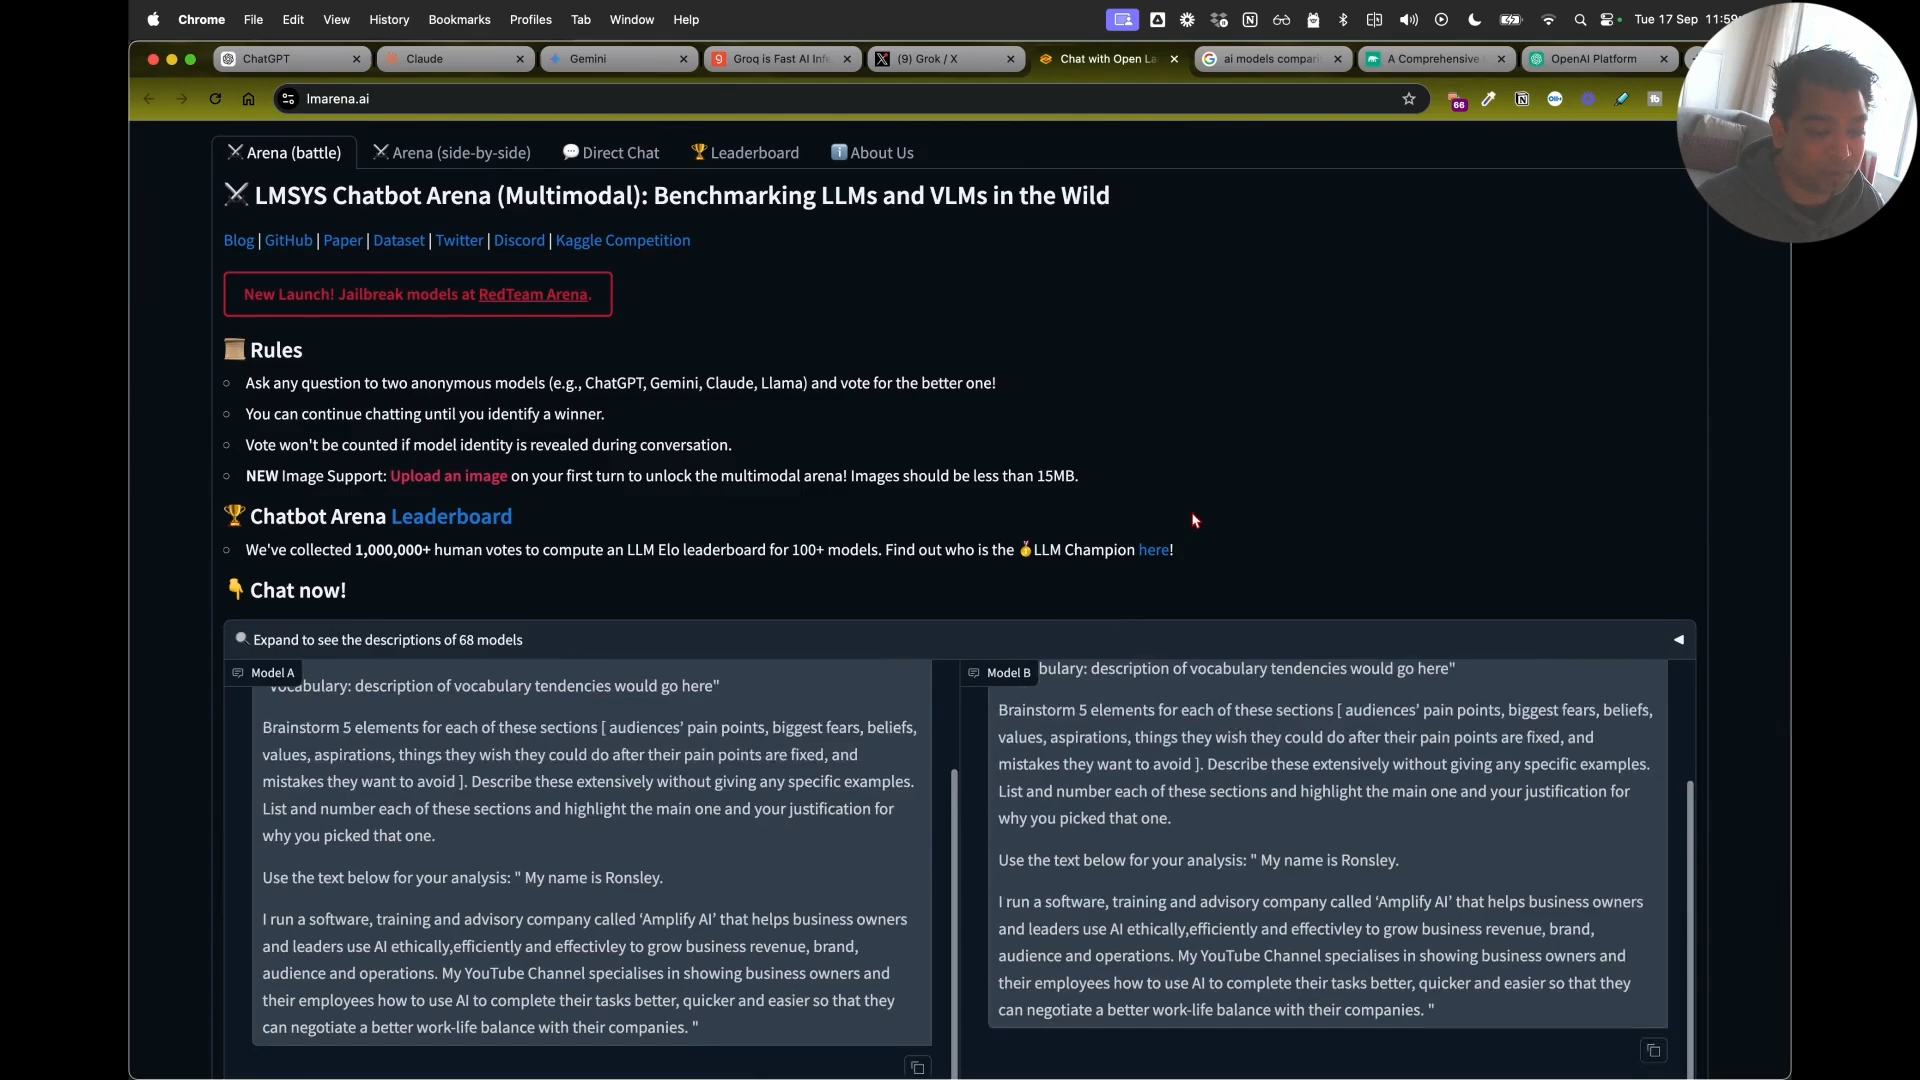 Chrome File Edit View History Bookmarks Profiles Tab Window Help Tue 17 Sep 11:59
ChatGPT Claude Gemini Groq is Fast AI Infe (9) Grok / X Chat with Open La ai models compari A Comprehensive OpenAI Platform
lmarena.ai 66
Arena (battle) Arena (side-by-side) Direct Chat Leaderboard About Us
LMSYS Chatbot Arena (Multimodal): Benchmarking LLMs and VLMs in the Wild
Blog | GitHub | Paper | Dataset | Twitter | Discord | Kaggle Competition
New Launch! Jailbreak models at RedTeam Arena.
Rules
Ask any question to two anonymous models (e.g., ChatGPT, Gemini, Claude, Llama) and vote for the better one!
You can continue chatting until you identify a winner.
Vote won't be counted if model identity is revealed during conversation.
NEW Image Support: Upload an image on your first turn to unlock the multimodal arena! Images should be less than 15MB.
Chatbot Arena Leaderboard
We've collected 1,000,000+ human votes to compute an LLM Elo leaderboard for 100+ models. Find out who is the 🥇LLM Champion here!
Chat now!
Expand to see the descriptions of 68 models
Model A
vocabulary: description of vocabulary tendencies would go here"
Brainstorm 5 elements for each of these sections [ audiences’ pain points, biggest fears, beliefs,
values, aspirations, things they wish they could do after their pain points are fixed, and
mistakes they want to avoid ]. Describe these extensively without giving any specific examples.
List and number each of these sections and highlight the main one and your justification for
why you picked that one.
Use the text below for your analysis: " My name is Ronsley.
I run a software, training and advisory company called ‘Amplify AI’ that helps business owners
and leaders use AI ethically,efficiently and effectivley to grow business revenue, brand,
audience and operations. My YouTube Channel specialises in showing business owners and
their employees how to use AI to complete their tasks better, quicker and easier so that they
can negotiate a better work-life balance with their companies. "
Model B
bulary: description of vocabulary tendencies would go here"
Brainstorm 5 elements for each of these sections [ audiences’ pain points, biggest fears, beliefs,
values, aspirations, things they wish they could do after their pain points are fixed, and
mistakes they want to avoid ]. Describe these extensively without giving any specific examples.
List and number each of these sections and highlight the main one and your justification for
why you picked that one.
Use the text below for your analysis: " My name is Ronsley.
I run a software, training and advisory company called ‘Amplify AI’ that helps business owners
and leaders use AI ethically,efficiently and effectivley to grow business revenue, brand,
audience and operations. My YouTube Channel specialises in showing business owners and
their employees how to use AI to complete their tasks better, quicker and easier so that they
can negotiate a better work-life balance with their companies. "